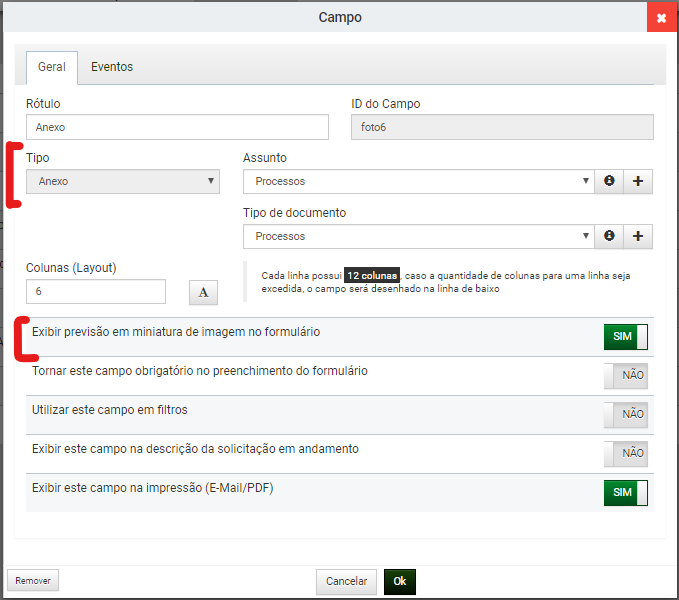 Campo
Geral Eventos
Rótulo ID do Campo
Anexo foto6
Tipo Assunto
Anexo Processos
Tipo de documento
Processos
Colunas (Layout)
6 A
Cada linha possui 12 colunas, caso a quantidade de colunas para uma linha seja
excedida, o campo será desenhado na linha de baixo
Exibir previsão em miniatura de imagem no formulário SIM
Tornar este campo obrigatório no preenchimento do formulário NÃO
Utilizar este campo em filtros NÃO
Exibir este campo na descrição da solicitação em andamento NÃO
Exibir este campo na impressão (E-Mail/PDF) SIM
Remover Cancelar Ok